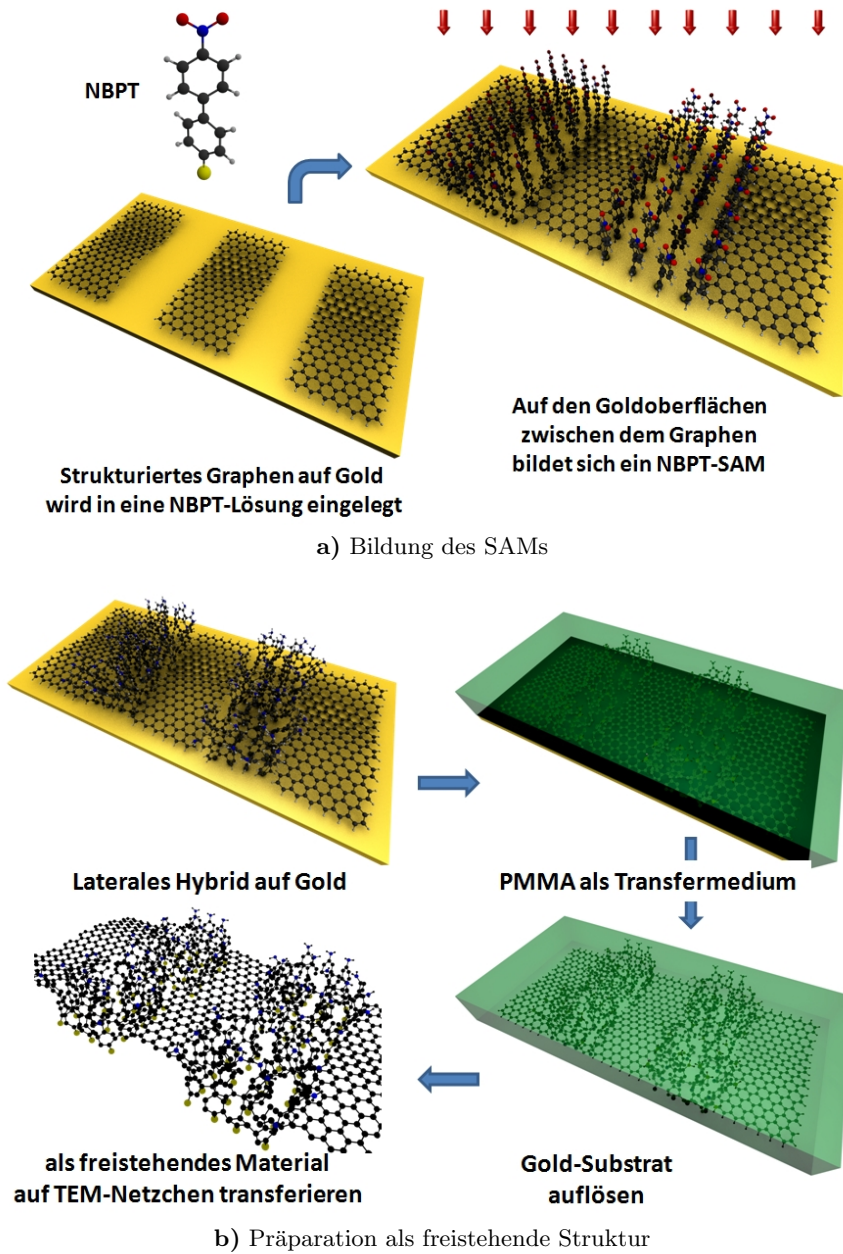 NBPT
Strukturiertes Graphen auf Gold
wird in eine NBPT-Lösung eingelegt
Auf den Goldoberflächen
zwischen dem Graphen
bildet sich ein NBPT-SAM
a) Bildung des SAMs
Laterales Hybrid auf Gold
PMMA als Transfermedium
Gold-Substrat
auflösen
als freistehendes Material
auf TEM-Netzchen transferieren
b) Präparation als freistehende Struktur